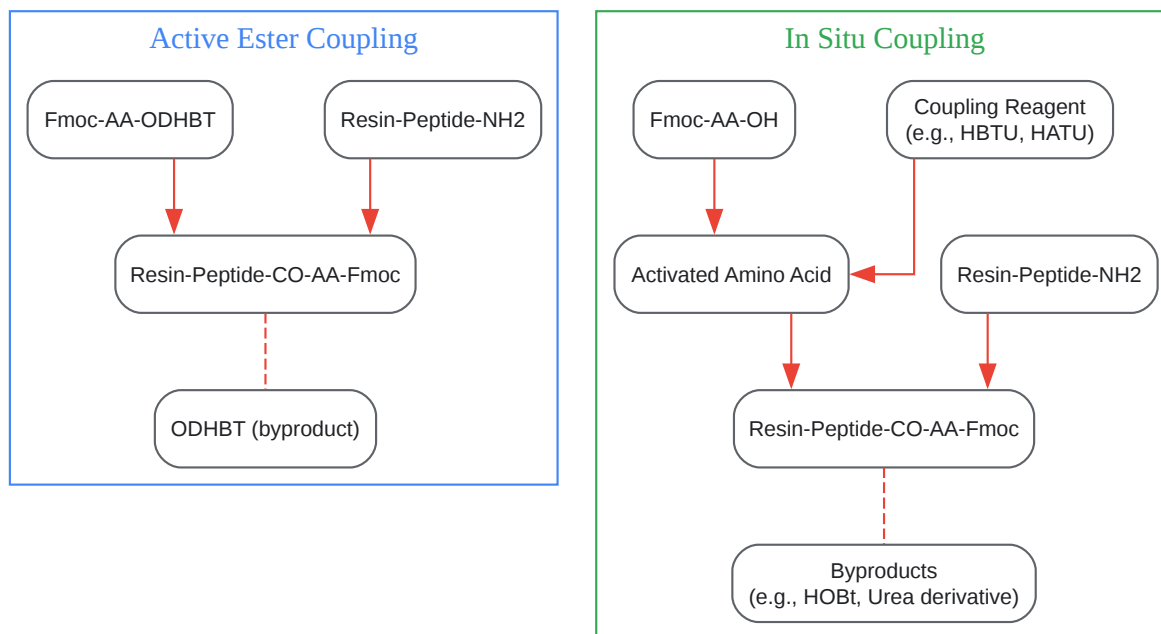 Active Ester Coupling
Fmoc-AA-ODHBT
Resin-Peptide-NH2
Resin-Peptide-CO-AA-Fmoc
ODHBT (byproduct)
In Situ Coupling
Fmoc-AA-OH
Coupling Reagent
(e.g., HBTU, HATU)
Activated Amino Acid
Resin-Peptide-NH2
Resin-Peptide-CO-AA-Fmoc
Byproducts
(e.g., HOBt, Urea derivative)